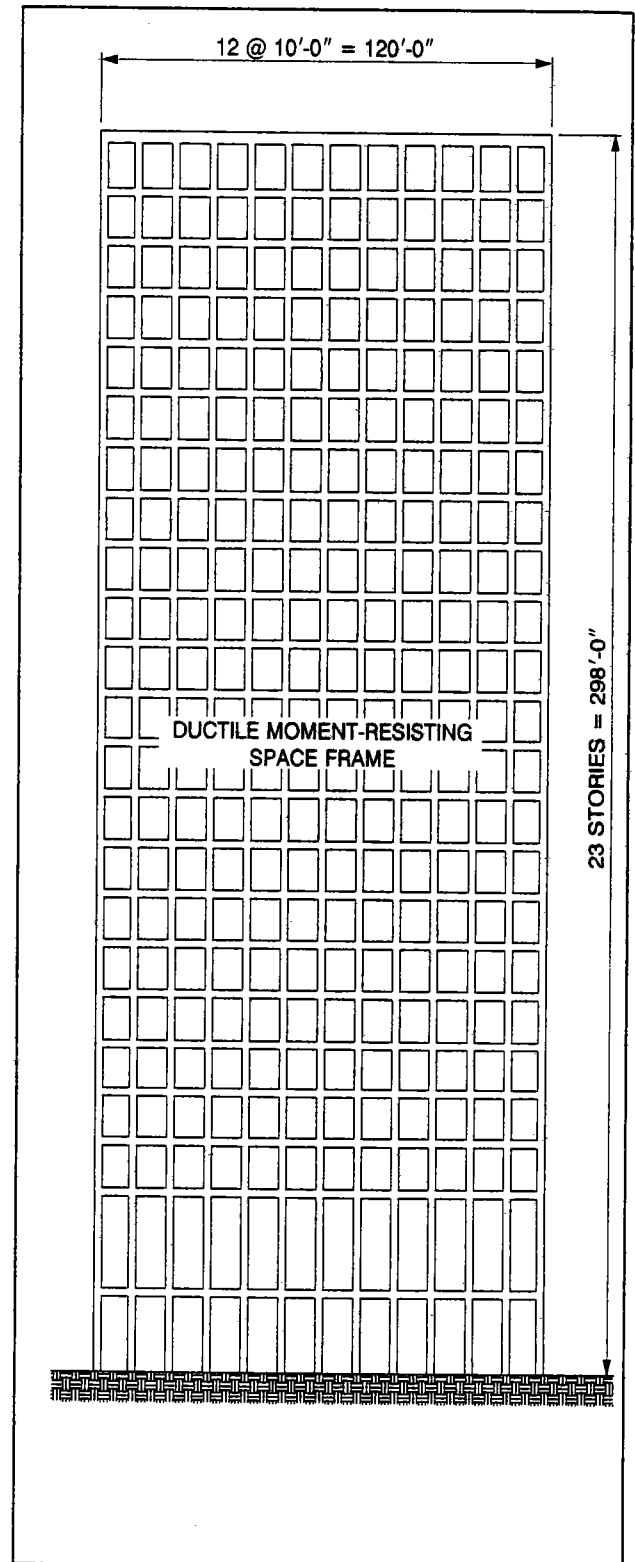 12 @ 10′-0″ = 120′-0″
DUCTILE MOMENT-RESISTING
SPACE FRAME
23 STORIES = 298′-0″